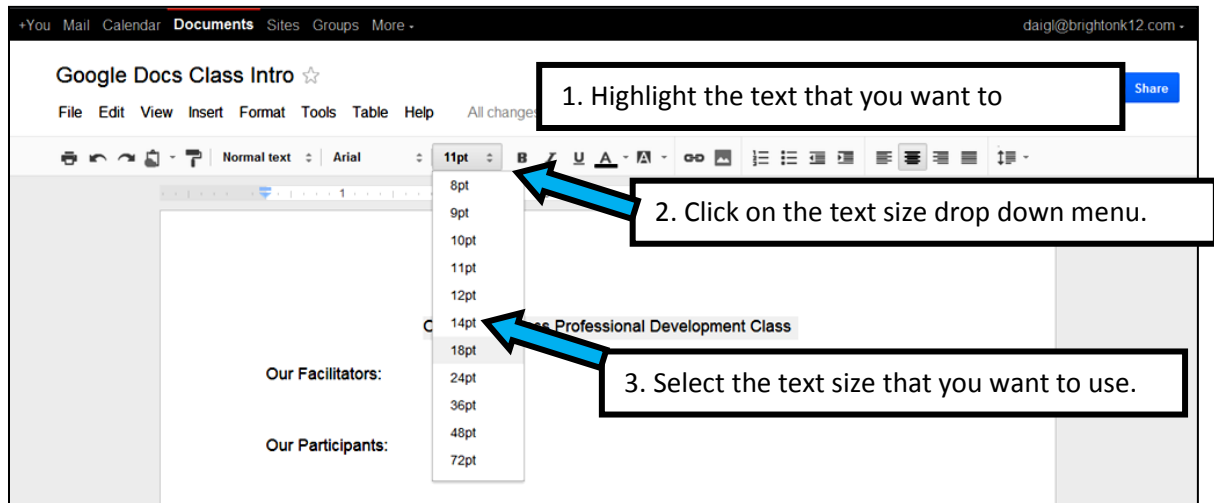 +You Mail Calendar Documents Sites Groups More
daigl@brightonk12.com
Google Docs Class Intro
1. Highlight the text that you want to
Share
File Edit View Insert Format Tools Table Help All changes
Normal text Arial 11pt B I U A A
1
8pt
2. Click on the text size drop down menu.
9pt
10pt
11pt
12pt
14pt
Professional Development Class
18pt
Our Facilitators:
24pt
3. Select the text size that you want to use.
36pt
Our Participants:
48pt
72pt